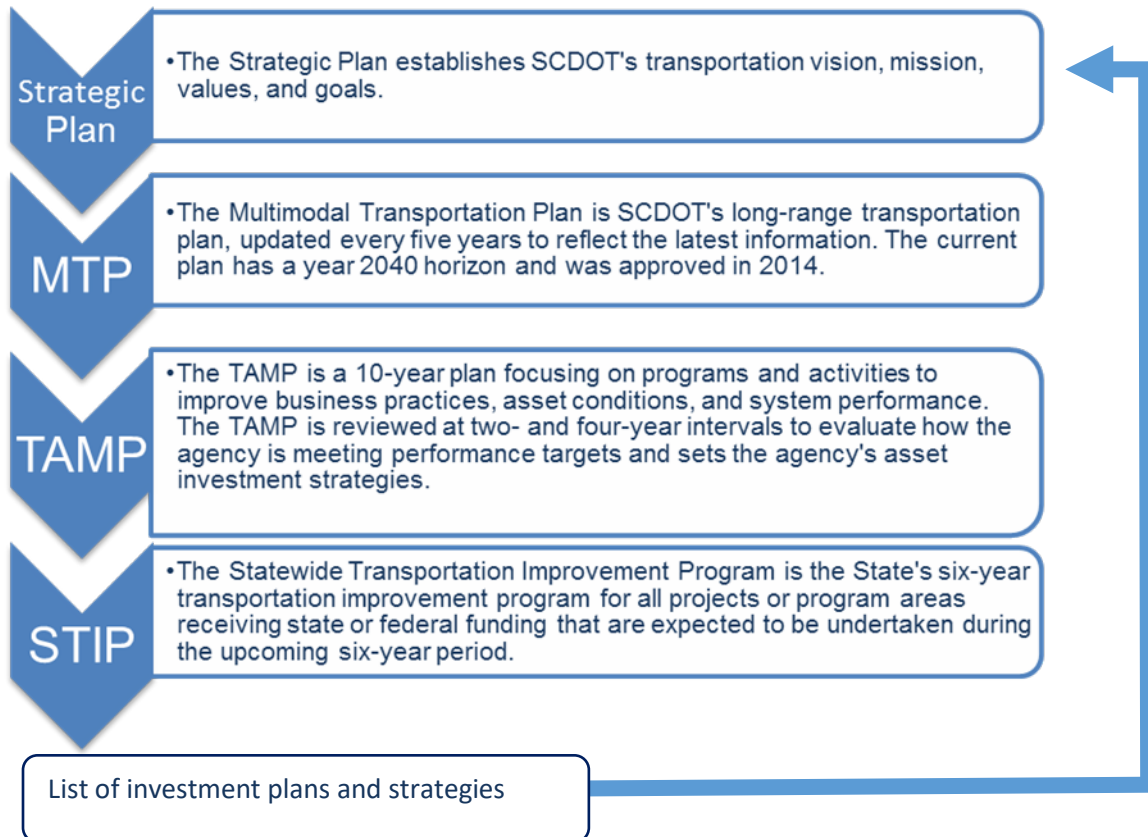 Strategic
Plan
•The Strategic Plan establishes SCDOT's transportation vision, mission,
values, and goals.
MTP
•The Multimodal Transportation Plan is SCDOT's long-range transportation
plan, updated every five years to reflect the latest information. The current
plan has a year 2040 horizon and was approved in 2014.
TAMP
•The TAMP is a 10-year plan focusing on programs and activities to
improve business practices, asset conditions, and system performance.
The TAMP is reviewed at two- and four-year intervals to evaluate how the
agency is meeting performance targets and sets the agency's asset
investment strategies.
STIP
•The Statewide Transportation Improvement Program is the State's six-year
transportation improvement program for all projects or program areas
receiving state or federal funding that are expected to be undertaken during
the upcoming six-year period.
List of investment plans and strategies